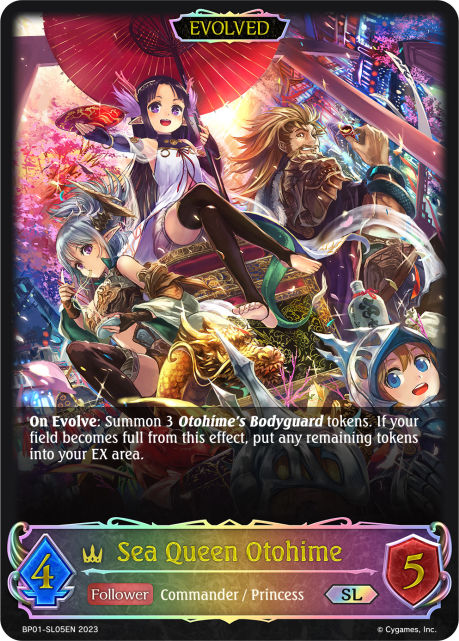 EVOLVED
On Evolve: Summon 3 Otohime's Bodyguard tokens. If your
field becomes full from this effect, put any remaining tokens
into your EX area.
Sea Queen Otohime
4
Follower Commander / Princess SL
5
BP01-SL05EN 2023 © Cygames, Inc.